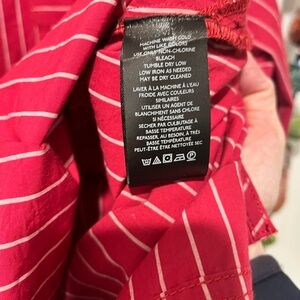 MACHINE WASH COLD
WITH LIKE COLORS
USE ONLY NON-CHLORINE
BLEACH
TUMBLE DRY LOW
LOW IRON AS NEEDED
MAY BE DRY CLEANED
LAVER À LA MACHINE À L'EAU
FROIDE AVEC COULEURS
SIMILAIRES
UTILISER UN AGENT DE
BLANCHIMENT SANS CHLORE
SI NÉCESSAIRE
SÉCHER PAR CULBUTAGE À
BASSE TEMPÉRATURE
REPASSER, AU BESOIN, À TRÈS
BASSE TEMPÉRATURE
PEUT-ÊTRE ÊTRE NETTOYÉ SEC